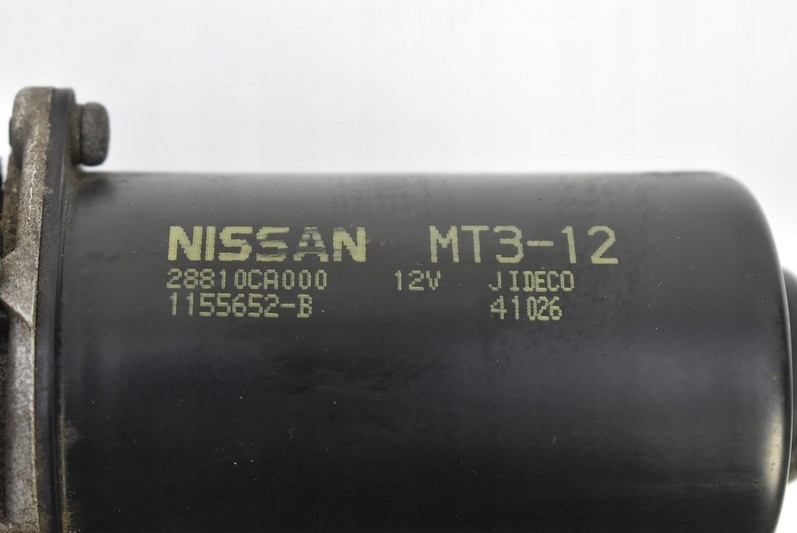 NISSAN MT3-12
28810CA000 12V JIDECO
1155652-B 41026